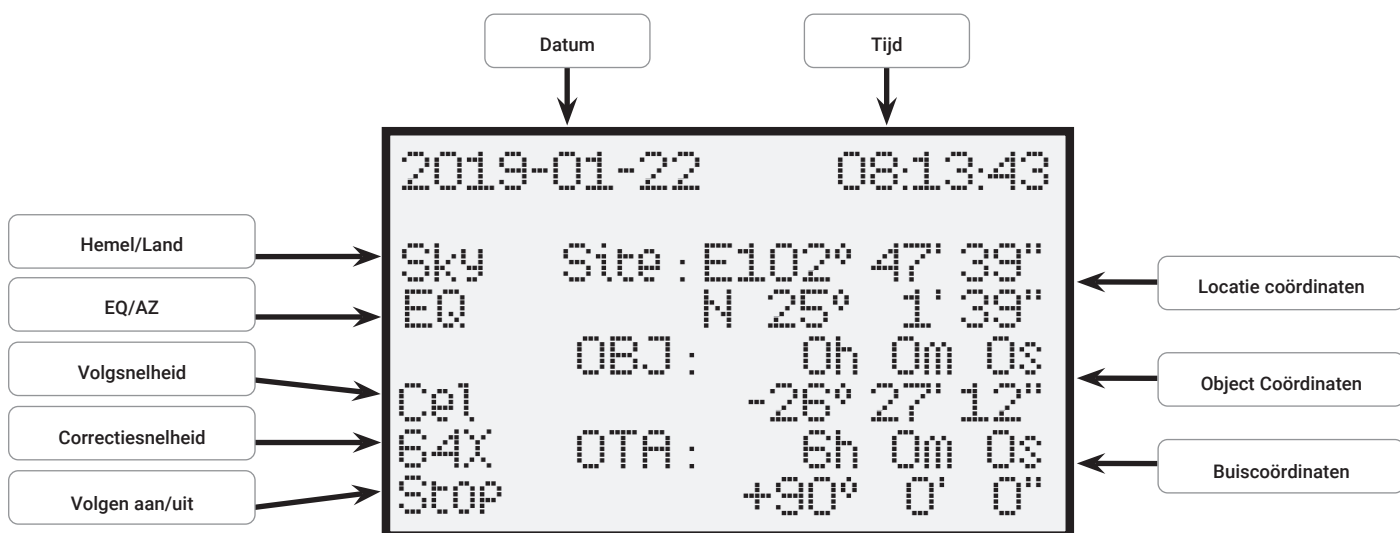 Datum
Tijd
2019-01-22 08:13:43
Hemel/Land
Sky Site: E102° 47' 39"
EQ/AZ
EQ N 25° 1' 39"
Locatie coördinaten
OBJ: 0h 0m 0s
Volgsnelheid
Cel -26° 27' 12"
Object Coördinaten
Correctiesnelheid
64X OTA: 6h 0m 0s
Buiscoördinaten
Volgen aan/uit
Stop +90° 0' 0"